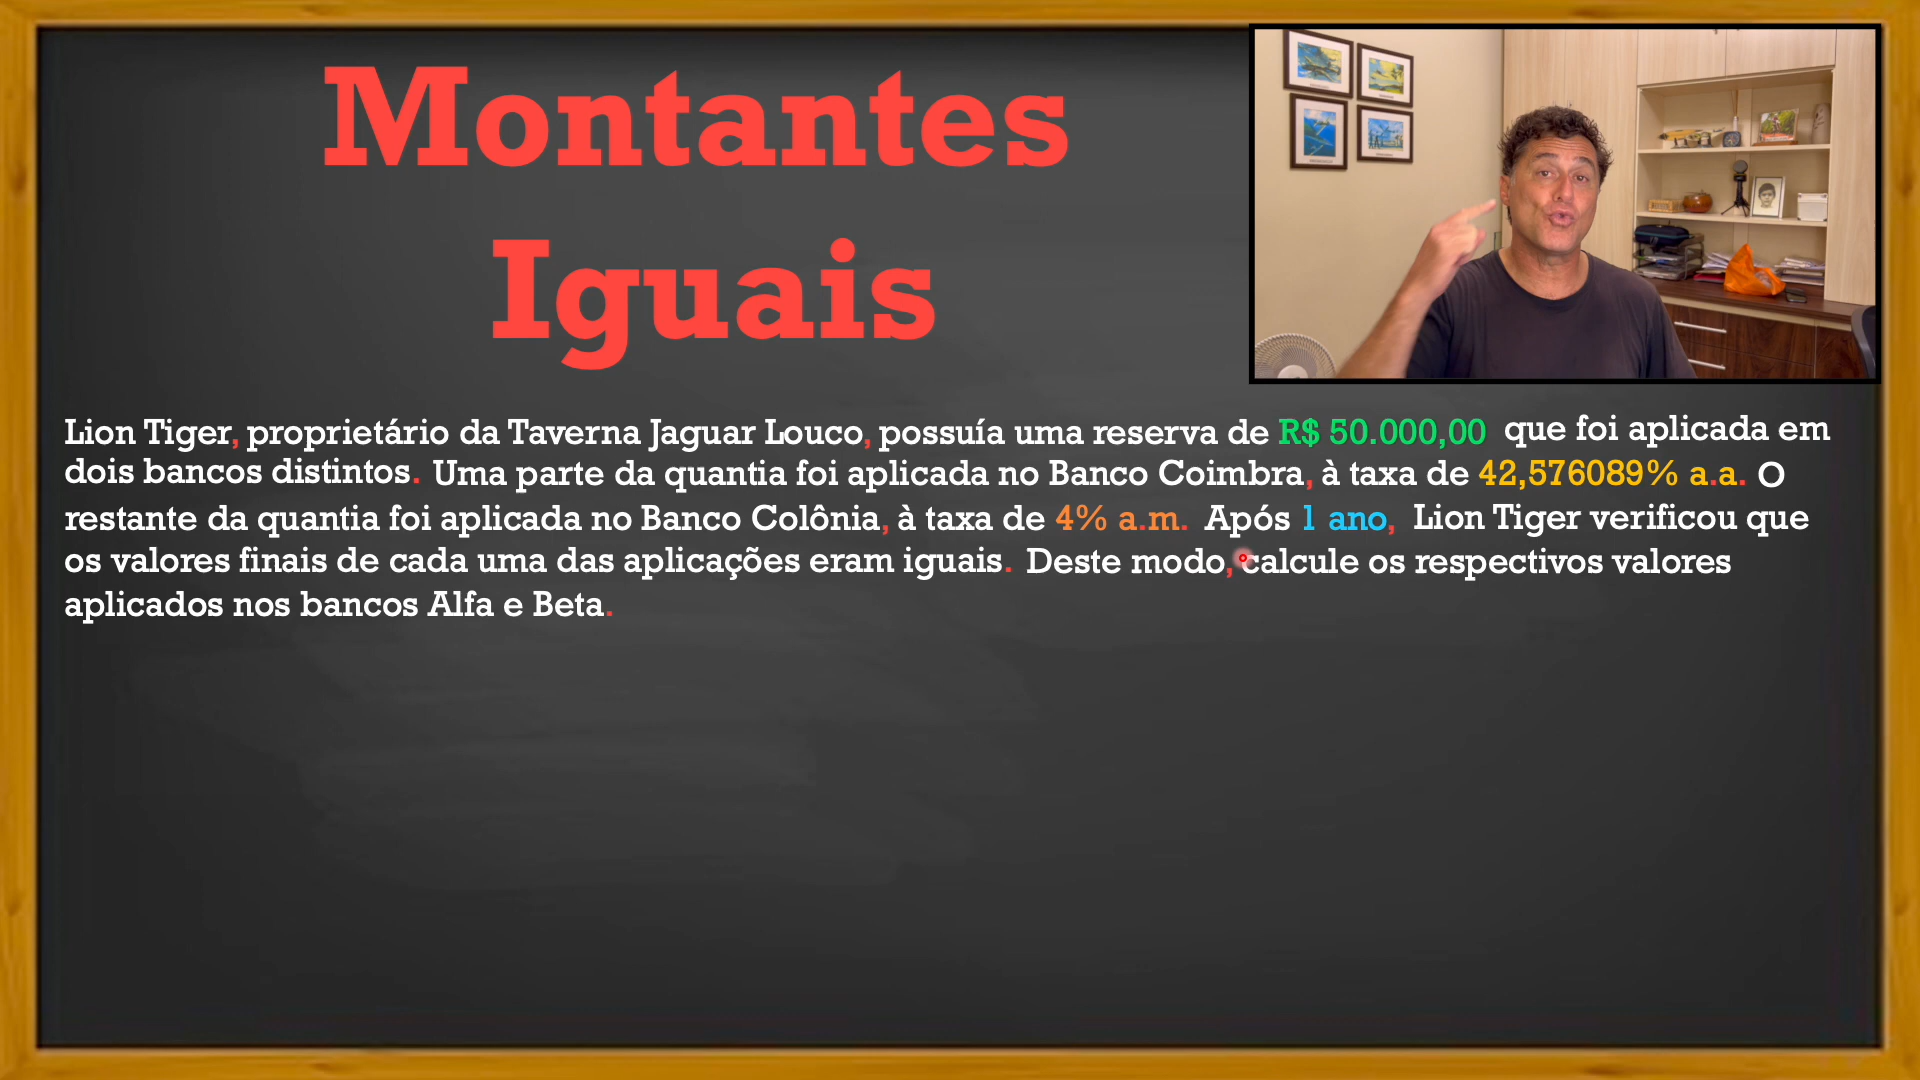 Montantes
Iguais
Lion Tiger, proprietário da Taverna Jaguar Louco, possuía uma reserva de R$ 50.000,00 que foi aplicada em
dois bancos distintos. Uma parte da quantia foi aplicada no Banco Coimbra, à taxa de 42,576089% a.a. O
restante da quantia foi aplicada no Banco Colônia, à taxa de 4% a.m. Após 1 ano, Lion Tiger verificou que
os valores finais de cada uma das aplicações eram iguais. Deste modo, calcule os respectivos valores
aplicados nos bancos Alfa e Beta.